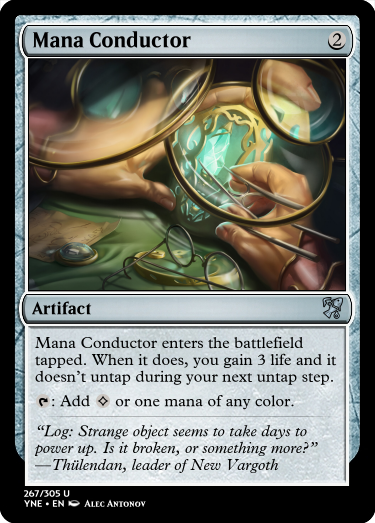 Mana Conductor 2
Artifact
Mana Conductor enters the battlefield
tapped. When it does, you gain 3 life and it
doesn't untap during your next untap step.
: Add or one mana of any color.
“Log: Strange object seems to take days to
power up. Is it broken, or something more?”
—Thülendan, leader of New Vargoth
267/305 U
YNE • EN Alec Antonov